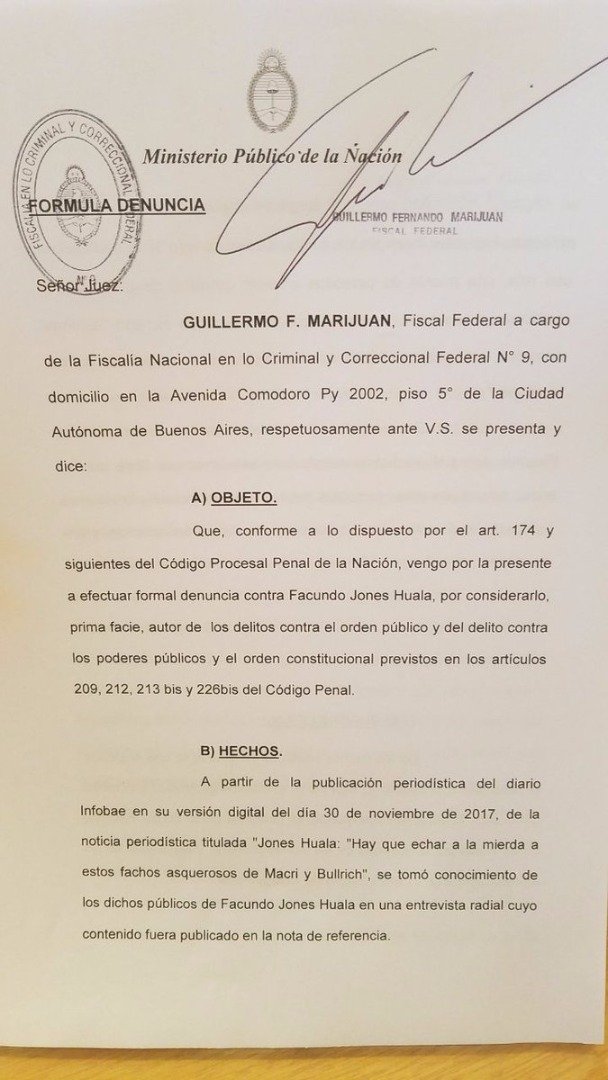 Ministerio Público de la Nación
FISCALÍA EN LO CRIMINAL Y CORRECCIONAL FEDERAL
N° 9
FORMULA DENUNCIA
GUILLERMO FERNANDO MARIJUAN
FISCAL FEDERAL
Señor Juez:
GUILLERMO F. MARIJUAN, Fiscal Federal a cargo
de la Fiscalía Nacional en lo Criminal y Correccional Federal N° 9, con
domicilio en la Avenida Comodoro Py 2002, piso 5° de la Ciudad
Autónoma de Buenos Aires, respetuosamente ante V.S. se presenta y
dice:
A) OBJETO.
Que, conforme a lo dispuesto por el art. 174 y
siguientes del Código Procesal Penal de la Nación, vengo por la presente
a efectuar formal denuncia contra Facundo Jones Huala, por considerarlo,
prima facie, autor de los delitos contra el orden público y del delito contra
los poderes públicos y el orden constitucional previstos en los artículos
209, 212, 213 bis y 226bis del Código Penal.
B) HECHOS.
A partir de la publicación periodística del diario
Infobae en su versión digital del día 30 de noviembre de 2017, de la
noticia periodística titulada "Jones Huala: "Hay que echar a la mierda a
estos fachos asquerosos de Macri y Bullrich", se tomó conocimiento de
los dichos públicos de Facundo Jones Huala en una entrevista radial cuyo
contenido fuera publicado en la nota de referencia.